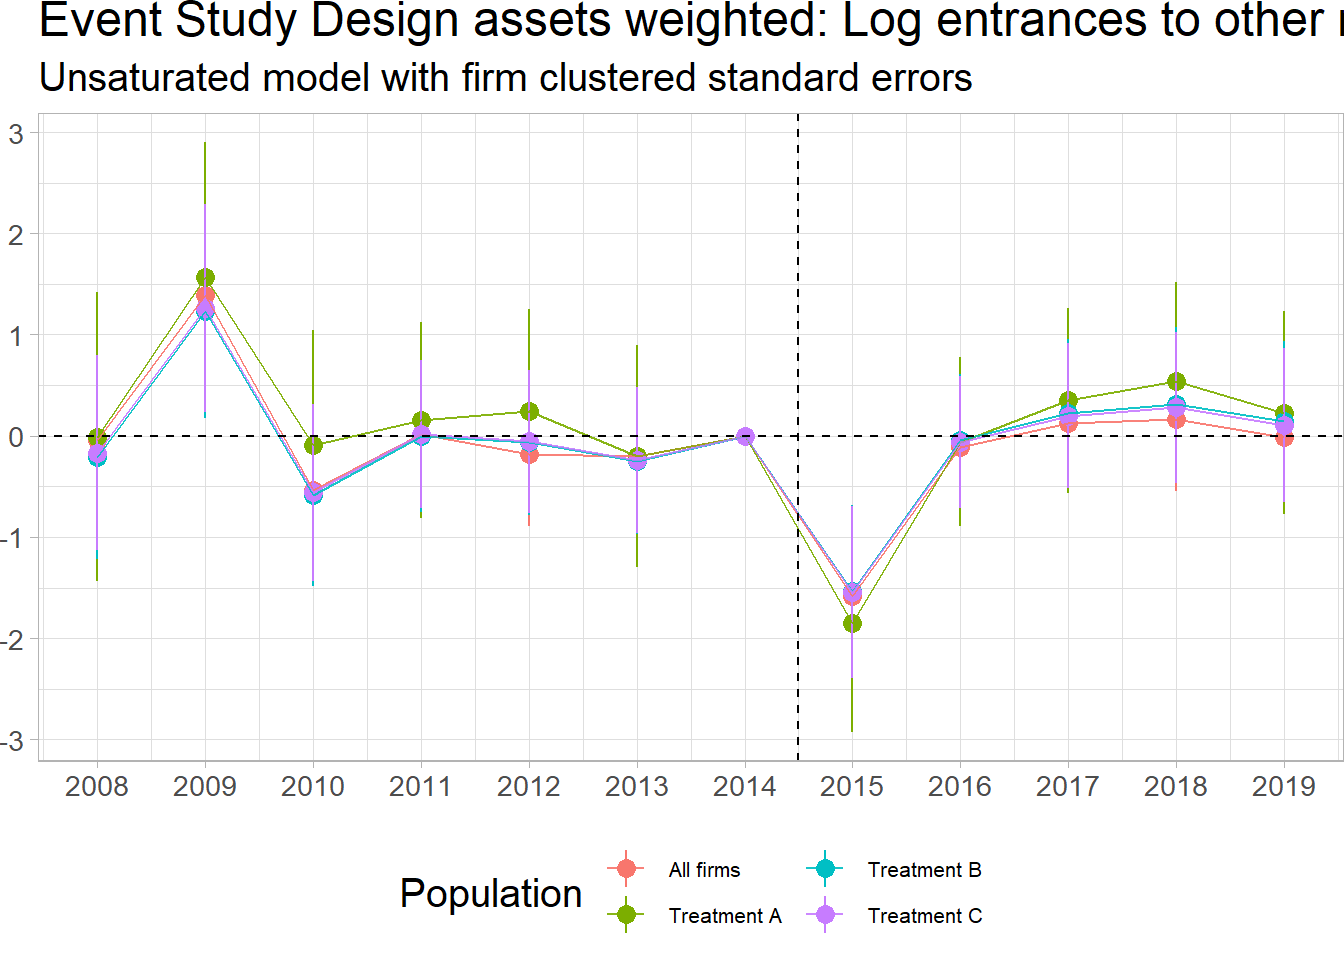 Event Study Design assets weighted: Log entrances to other
Unsaturated model with firm clustered standard errors
3
2
1
0
-1
-2
-3
2008 2009 2010 2011 2012 2013 2014 2015 2016 2017 2018 2019
Population
All firms
Treatment A
Treatment B
Treatment C